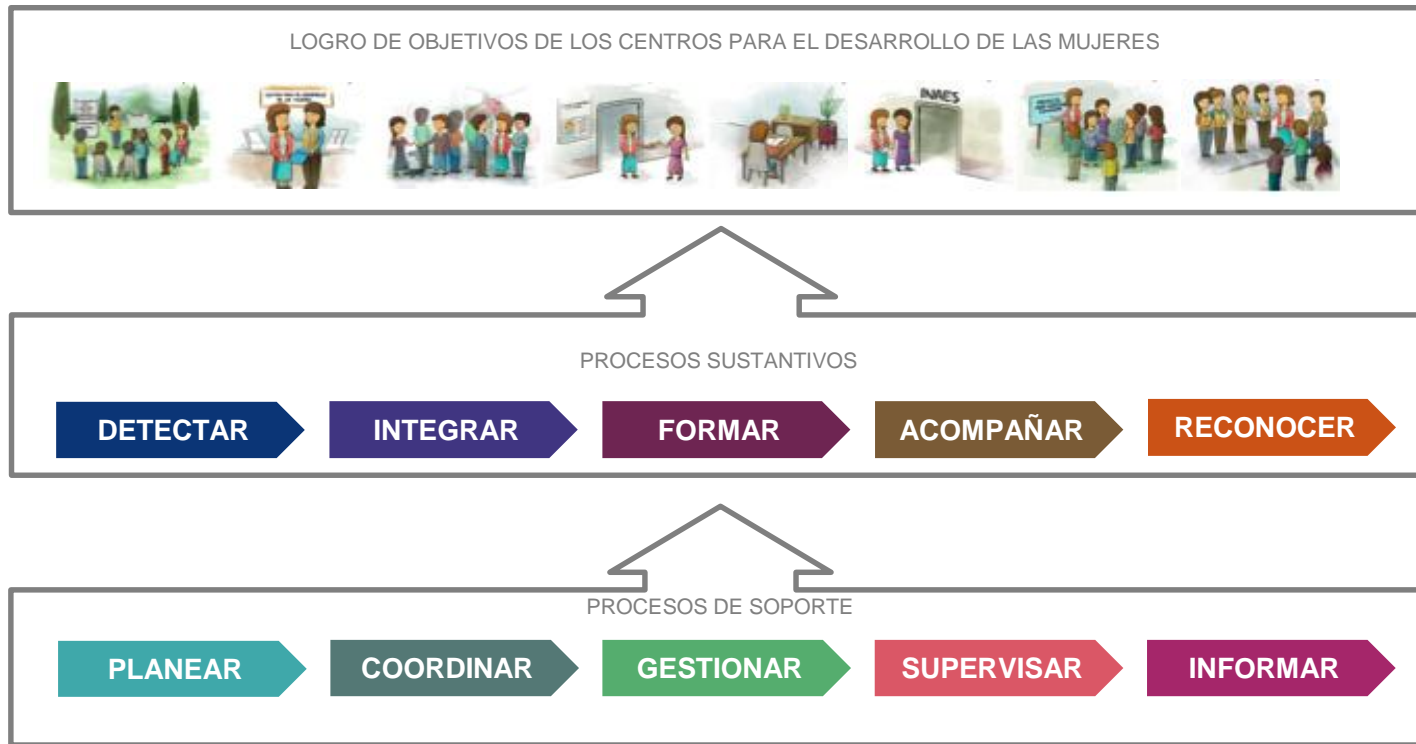 LOGRO DE OBJETIVOS DE LOS CENTROS PARA EL DESARROLLO DE LAS MUJERES
INAES
PROCESOS SUSTANTIVOS
DETECTAR
INTEGRAR
FORMAR
ACOMPAÑAR
RECONOCER
PROCESOS DE SOPORTE
PLANEAR
COORDINAR
GESTIONAR
SUPERVISAR
INFORMAR